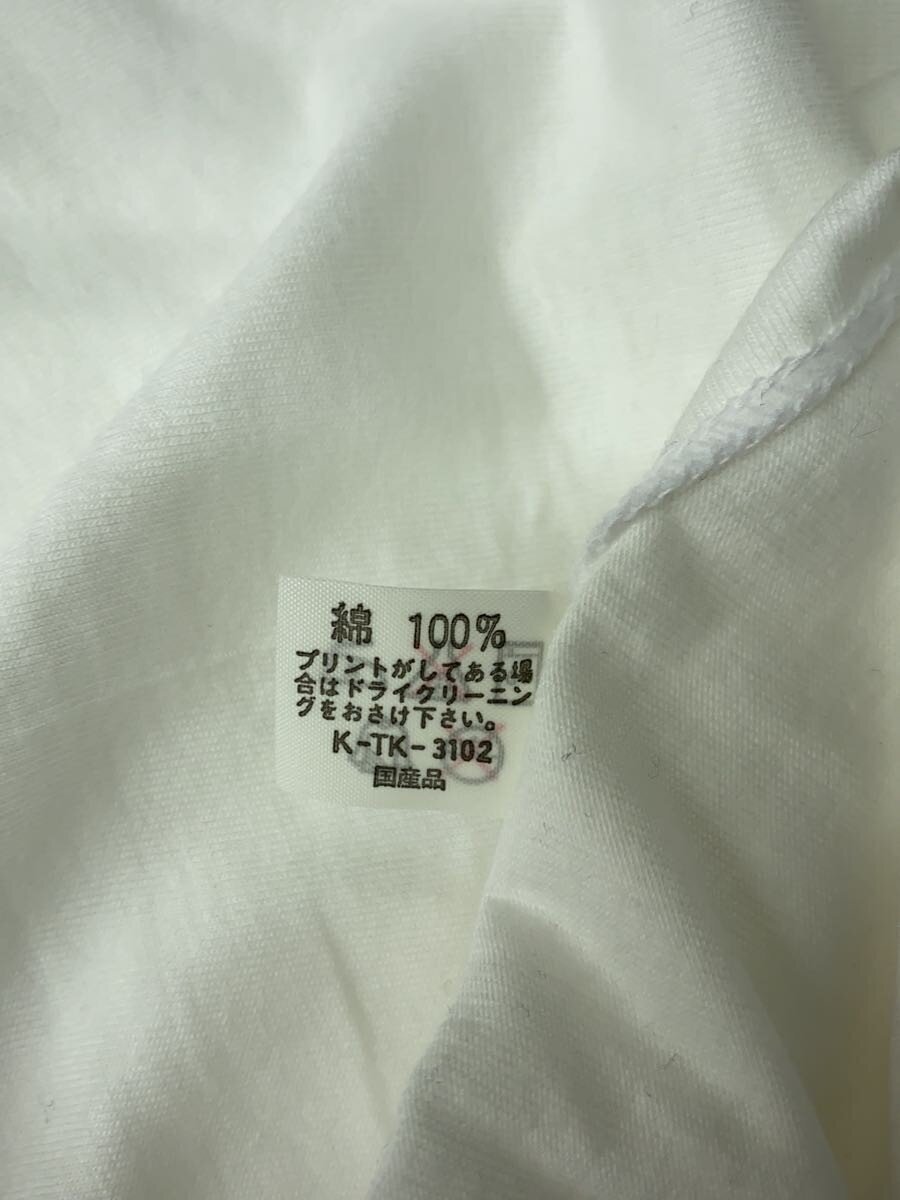 綿 100%
プリントがしてある場
合はドライクリーニン
グをおさけ下さい。
K-TK-3102
国産品